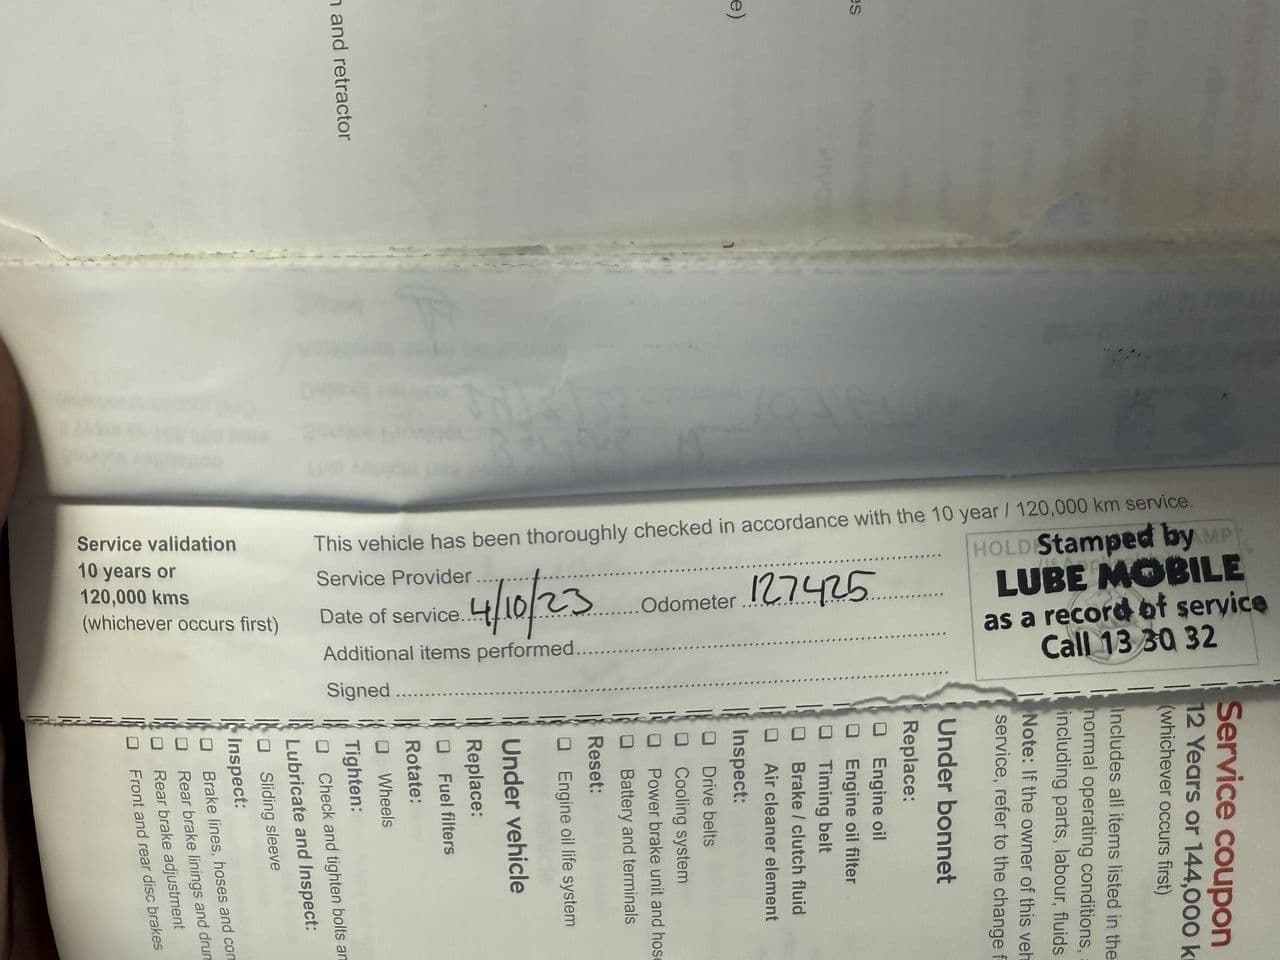 n and retractor
e)
es
Service validation
10 years or
120,000 kms
(whichever occurs first)
This vehicle has been thoroughly checked in accordance with the 10 year / 120,000 km service.
Service Provider
Date of service 4/10/23 Odometer 127425
Additional items performed
Signed
HOLD AMP
Stamped by
LUBE MOBILE
as a record of service
Call 13 30 32
Service coupon
12 Years or 144,000 k
(whichever occurs first)
Includes all items listed in the
normal operating conditions,
including parts, labour, fluids
Note: If the owner of this veh
service, refer to the change f
Under bonnet
Replace:
Engine oil
Engine oil filter
Timing belt
Brake / clutch fluid
Air cleaner element
Inspect:
Drive belts
Cooling system
Power brake unit and hose
Battery and terminals
Reset:
Engine oil life system
Under vehicle
Replace:
Fuel filters
Rotate:
Wheels
Tighten:
Check and tighten bolts an
Lubricate and Inspect:
Sliding sleeve
Inspect:
Brake lines, hoses and con
Rear brake linings and drum
Rear brake adjustment
Front and rear disc brakes